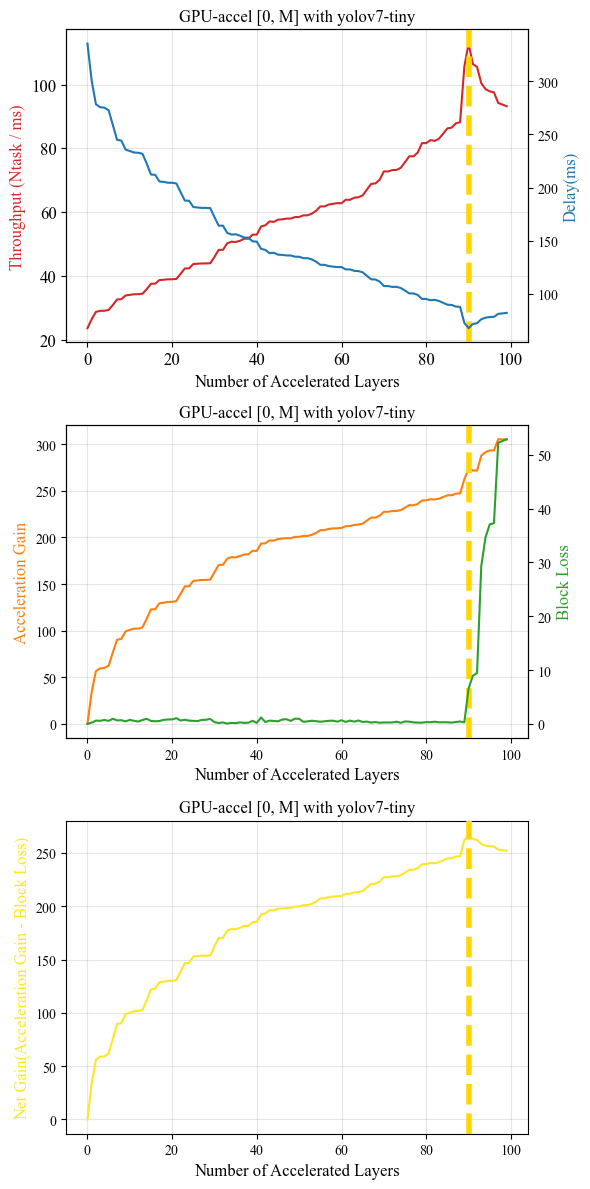 GPU-accel [0, M] with yolov7-tiny
Throughput (Ntask / ms)
100
80
60
40
20
300
250
200
150
100
Delay(ms)
0 20 40 60 80 100
Number of Accelerated Layers
GPU-accel [0, M] with yolov7-tiny
Acceleration Gain
300
250
200
150
100
50
0
50
40
30
20
10
0
Block Loss
0 20 40 60 80 100
Number of Accelerated Layers
GPU-accel [0, M] with yolov7-tiny
Net Gain(Acceleration Gain - Block Loss)
250
200
150
100
50
0
0 20 40 60 80 100
Number of Accelerated Layers